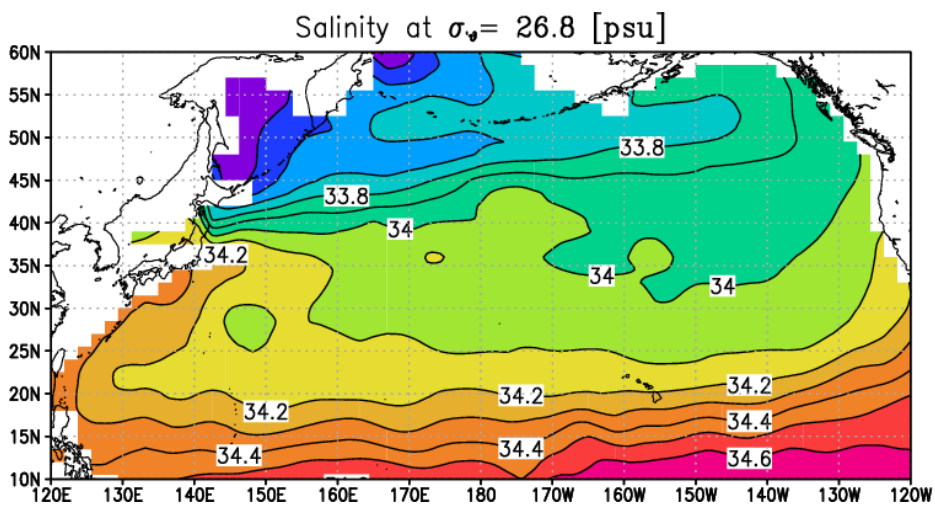 Salinity at σ_θ= 26.8 [psu]
60N
55N
50N
45N
40N
35N
30N
25N
20N
15N
10N
33.8
33.8
34
34.2
34
34
34.2
34.2
34.2
34.4
34.4
34.4
34.6
120E 130E 140E 150E 160E 170E 180 170W 160W 150W 140W 130W 120W